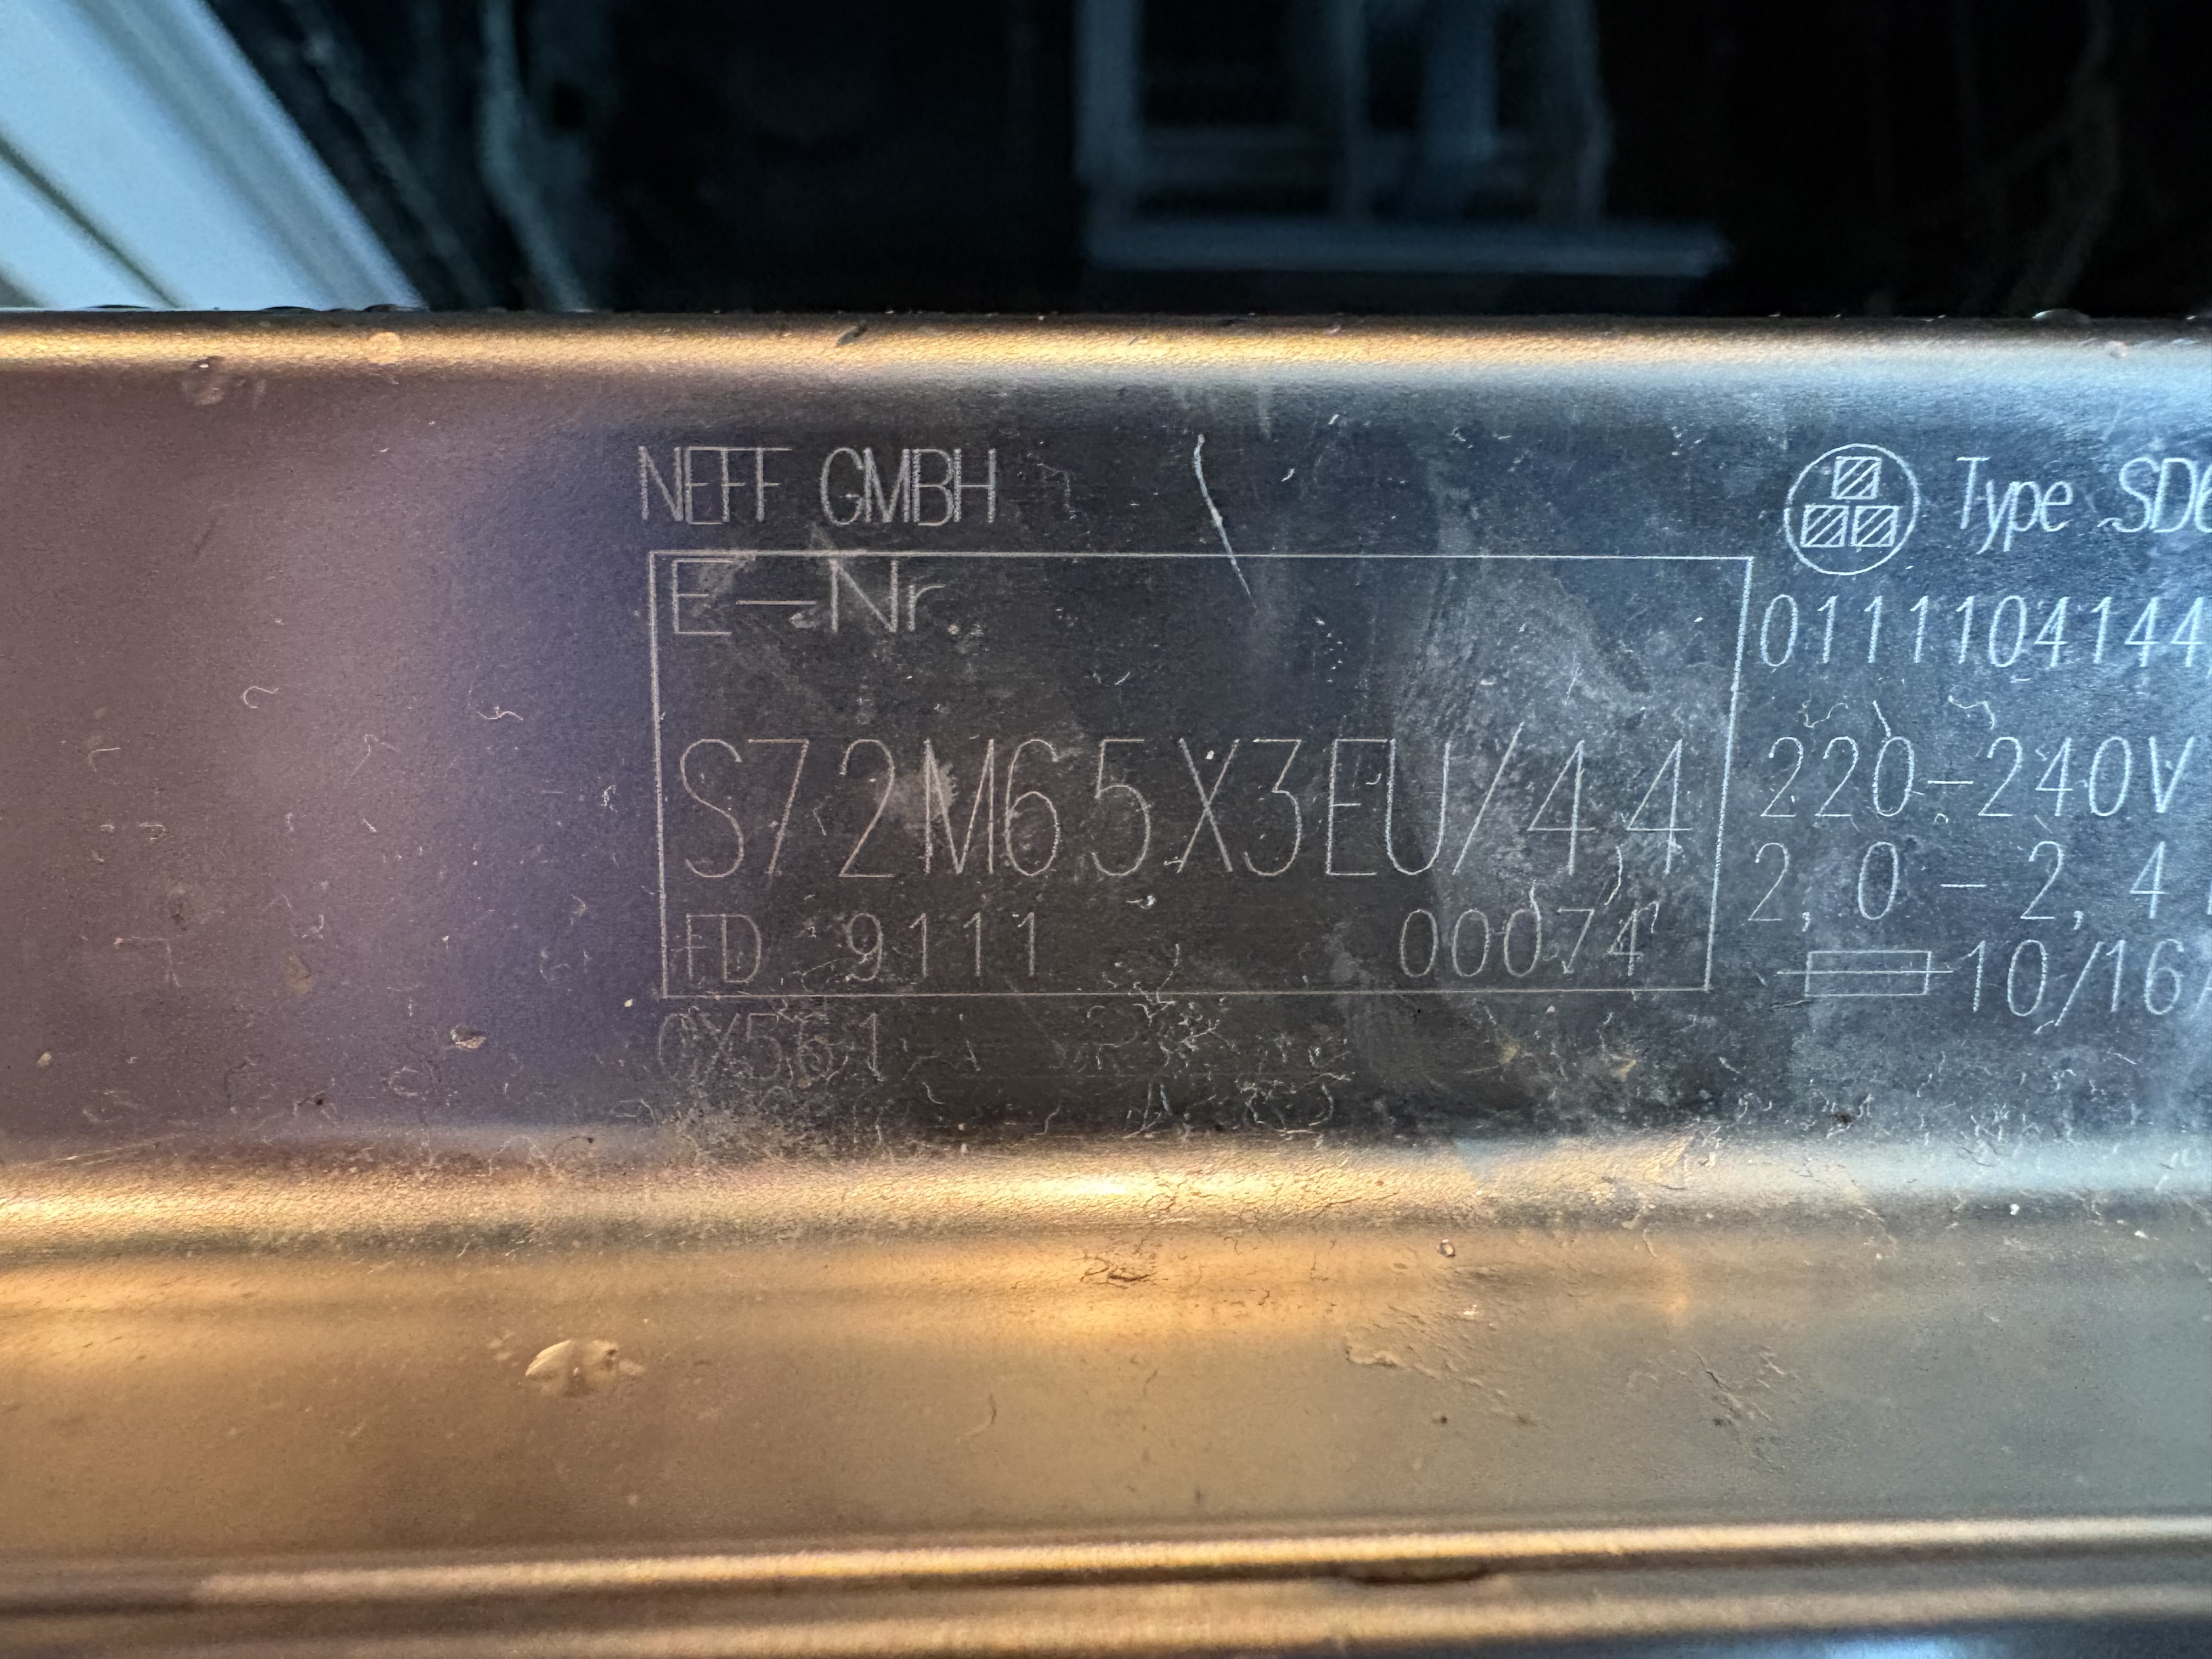 NEFF GMBH
E-Nr.
S72M65X3EU/44
FD 9111 00074
0X561
Type SD6
0111104144
220-240V
2,0 - 2,4
10/16